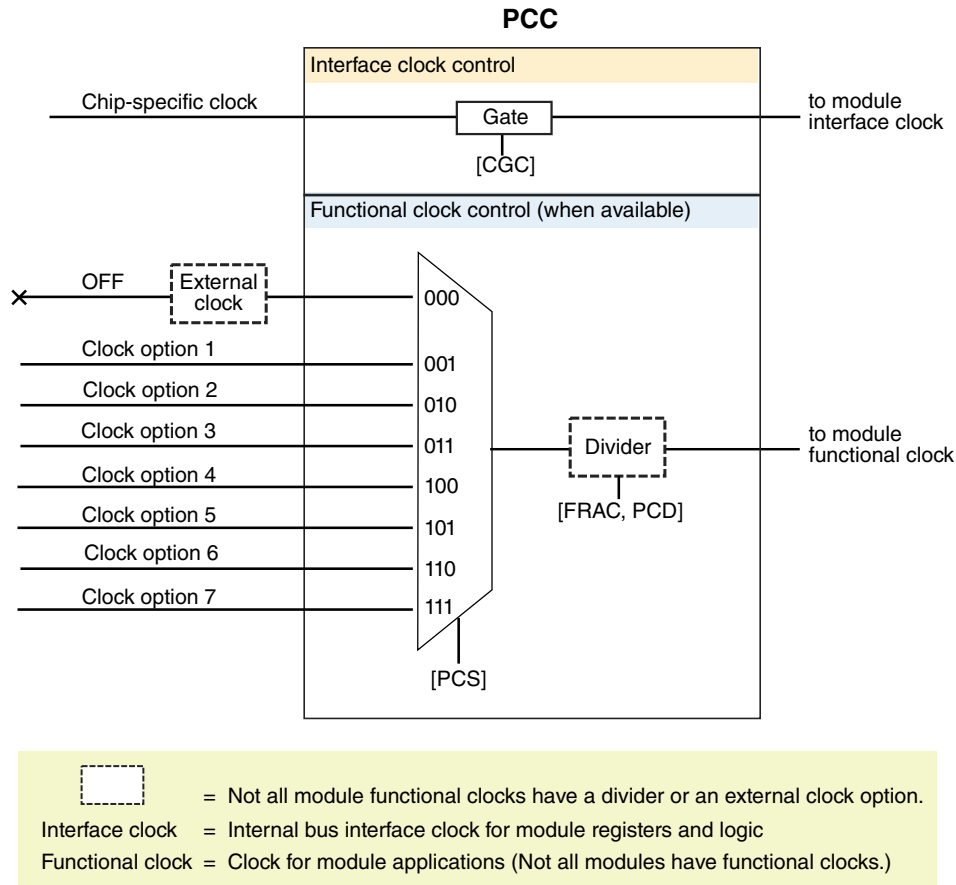 PCC
Interface clock control
Chip-specific clock
Gate
to module
interface clock
[CGC]
Functional clock control (when available)
OFF
External
clock
000
Clock option 1
001
Clock option 2
010
Clock option 3
011
Divider
to module
functional clock
Clock option 4
100
[FRAC, PCD]
Clock option 5
101
Clock option 6
110
Clock option 7
111
[PCS]
= Not all module functional clocks have a divider or an external clock option.
Interface clock = Internal bus interface clock for module registers and logic
Functional clock = Clock for module applications (Not all modules have functional clocks.)